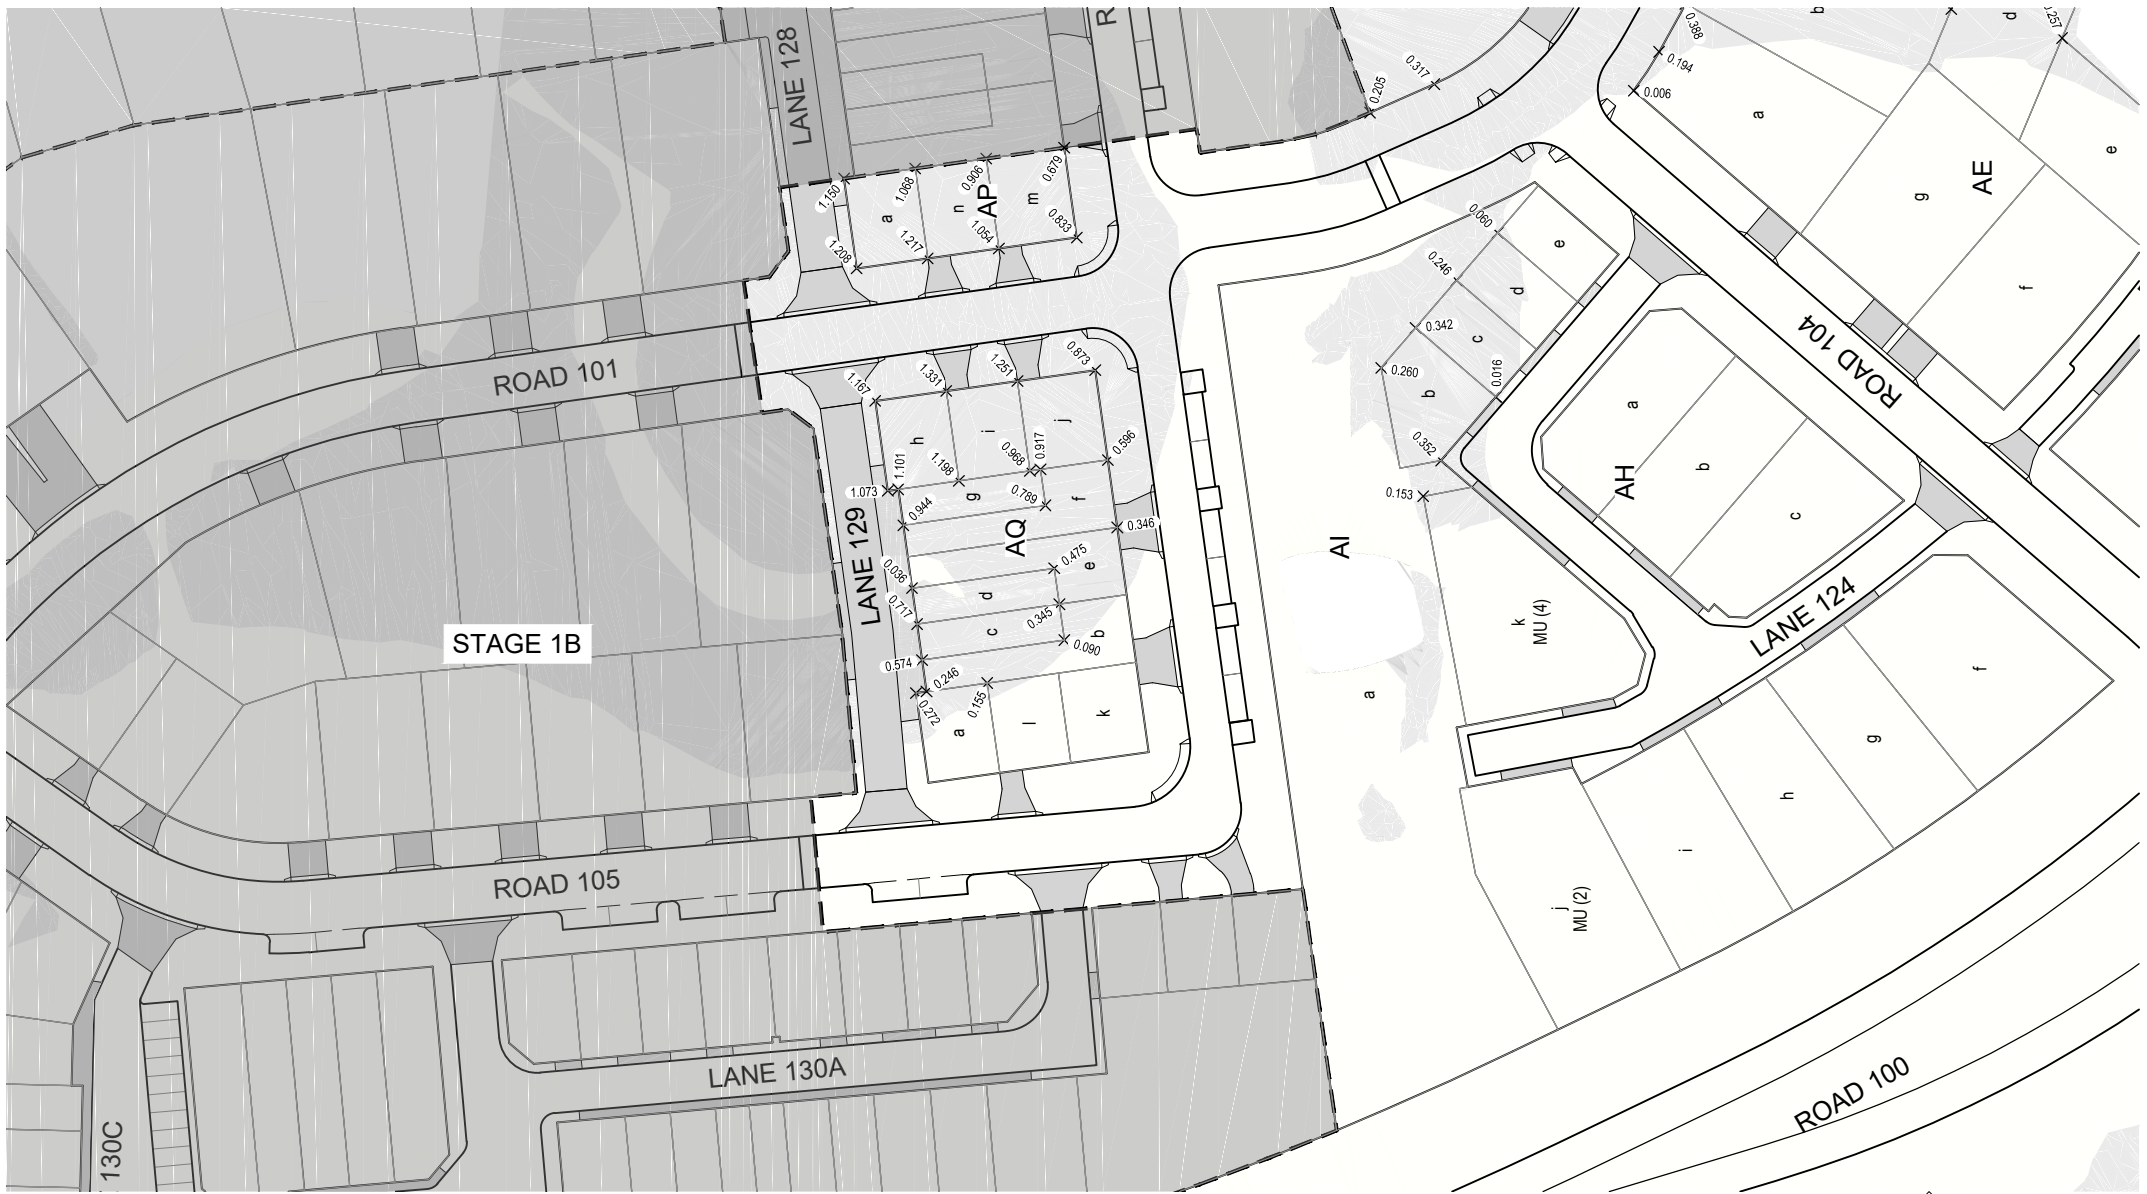 LANE 128
R
0.388
b
d
0.257
0.194
0.317
0.205
0.006
a
e
AE
g
f
1.150
1.068
0.906
0.679
a
n
AP
m
1.208
1.217
1.054
0.833
0.060
0.246
0.342
0.260
0.016
0.352
0.153
e
d
c
b
ROAD 104
ROAD 101
1.167
1.331
1.251
0.873
h
i
j
1.101
1.198
0.968
0.917
0.596
1.073
g
0.789
f
0.944
LANE 129
AQ
0.346
0.036
0.475
e
d
0.717
c
0.345
b
0.090
0.574
0.246
0.272
0.155
a
l
k
AI
a
a
b
c
AH
k
MU (4)
LANE 124
f
g
h
i
j
MU (2)
STAGE 1B
ROAD 105
LANE 130A
130C
ROAD 100